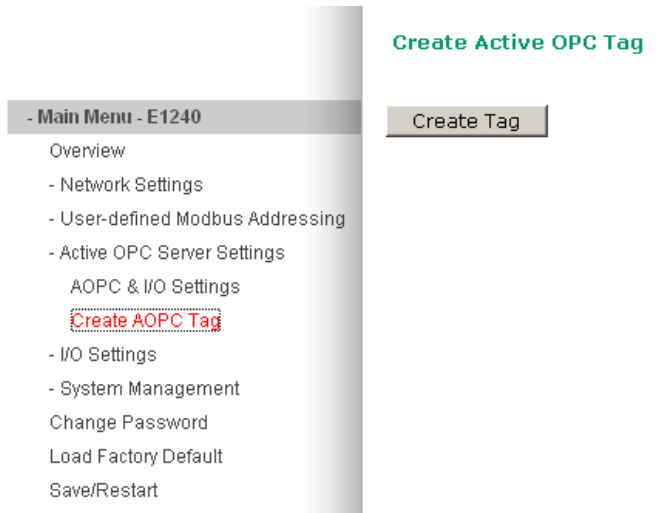 Create Active OPC Tag
- Main Menu - E1240
Create Tag
Overview
- Network Settings
- User-defined Modbus Addressing
- Active OPC Server Settings
AOPC & I/O Settings
Create AOPC Tag
- I/O Settings
- System Management
Change Password
Load Factory Default
Save/Restart